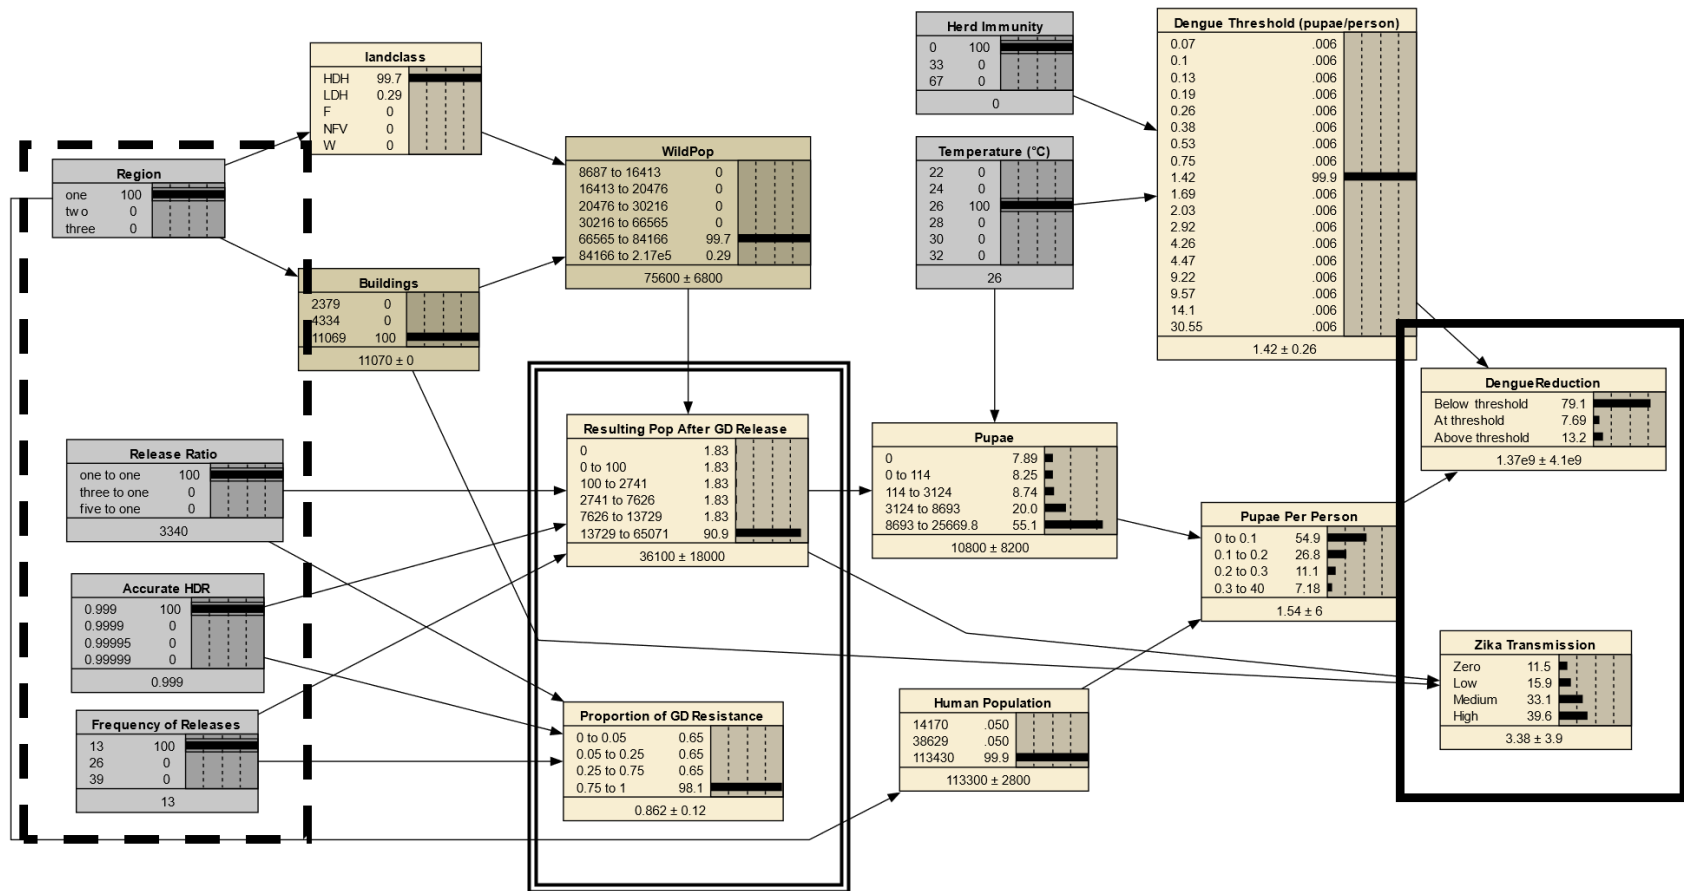 landclass
HDH 99.7
LDH 0.29
F 0
NFV 0
W 0
Region
one 100
two 0
three 0
Buildings
2379 0
4334 0
11069 100
11070 ± 0
WildPop
8687 to 16413 0
16413 to 20476 0
20476 to 30216 0
30216 to 66565 0
66565 to 84166 99.7
84166 to 2.17e5 0.29
75600 ± 6800
Herd Immunity
0 100
33 0
67 0
0
Temperature (°C)
22 0
24 0
26 100
28 0
30 0
32 0
26
Dengue Threshold (pupae/person)
0.07 .006
0.1 .006
0.13 .006
0.19 .006
0.26 .006
0.38 .006
0.53 .006
0.75 .006
1.42 99.9
1.69 .006
2.03 .006
2.92 .006
4.26 .006
4.47 .006
9.22 .006
9.57 .006
14.1 .006
30.55 .006
1.42 ± 0.26
Release Ratio
one to one 100
three to one 0
five to one 0
3340
Accurate HDR
0.999 100
0.9999 0
0.99995 0
0.99999 0
0.999
Frequency of Releases
13 100
26 0
39 0
13
Resulting Pop After GD Release
0 1.83
0 to 100 1.83
100 to 2741 1.83
2741 to 7626 1.83
7626 to 13729 1.83
13729 to 65071 90.9
36100 ± 18000
Proportion of GD Resistance
0 to 0.05 0.65
0.05 to 0.25 0.65
0.25 to 0.75 0.65
0.75 to 1 98.1
0.862 ± 0.12
Pupae
0 7.89
0 to 114 8.25
114 to 3124 8.74
3124 to 8693 20.0
8693 to 25669.8 55.1
10800 ± 8200
Human Population
14170 .050
38629 .050
113430 99.9
113300 ± 2800
Pupae Per Person
0 to 0.1 54.9
0.1 to 0.2 26.8
0.2 to 0.3 11.1
0.3 to 40 7.18
1.54 ± 6
DengueReduction
Below threshold 79.1
At threshold 7.69
Above threshold 13.2
1.37e9 ± 4.1e9
Zika Transmission
Zero 11.5
Low 15.9
Medium 33.1
High 39.6
3.38 ± 3.9